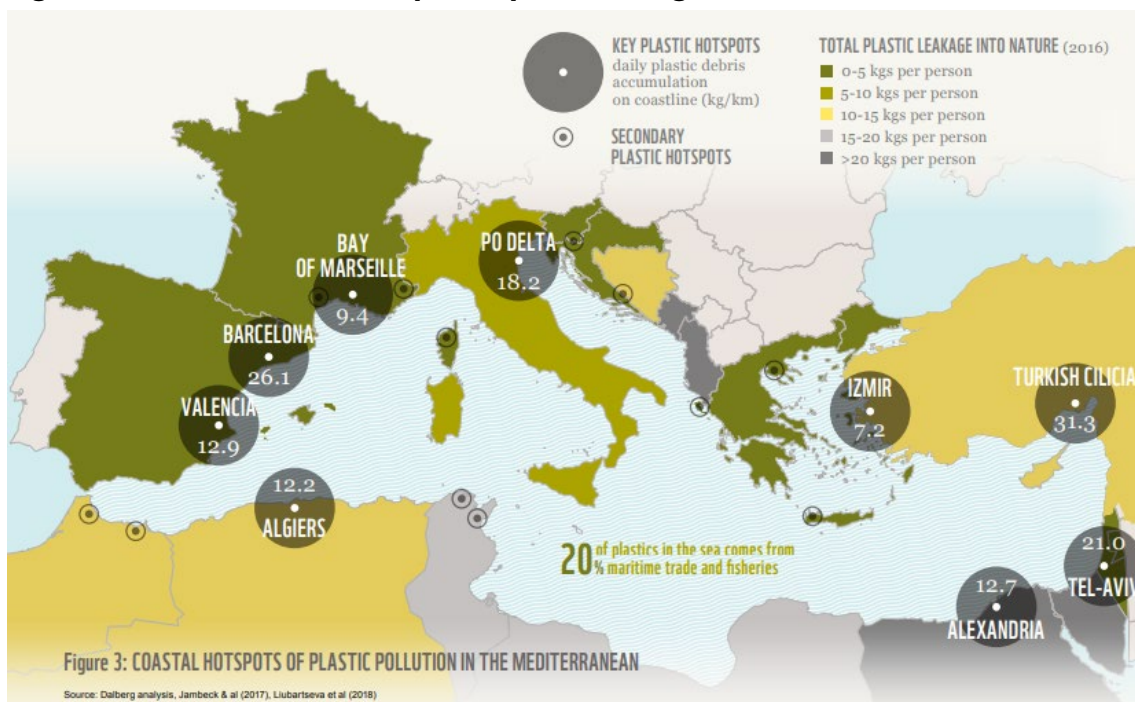 KEY PLASTIC HOTSPOTS
daily plastic debris
accumulation
on coastline (kg/km)
SECONDARY
PLASTIC HOTSPOTS
TOTAL PLASTIC LEAKAGE INTO NATURE (2016)
0-5 kgs per person
5-10 kgs per person
10-15 kgs per person
15-20 kgs per person
>20 kgs per person
BAY
OF MARSEILLE
9.4
PO DELTA
18.2
BARCELONA
26.1
VALENCIA
12.9
IZMIR
7.2
TURKISH CILICIA
31.3
12.2
ALGIERS
20% of plastics in the sea comes from
maritime trade and fisheries
21.0
TEL-AVIV
12.7
ALEXANDRIA
Figure 3: COASTAL HOTSPOTS OF PLASTIC POLLUTION IN THE MEDITERRANEAN
Source: Dalberg analysis, Jambeck & al (2017), Liubartseva et al (2018)